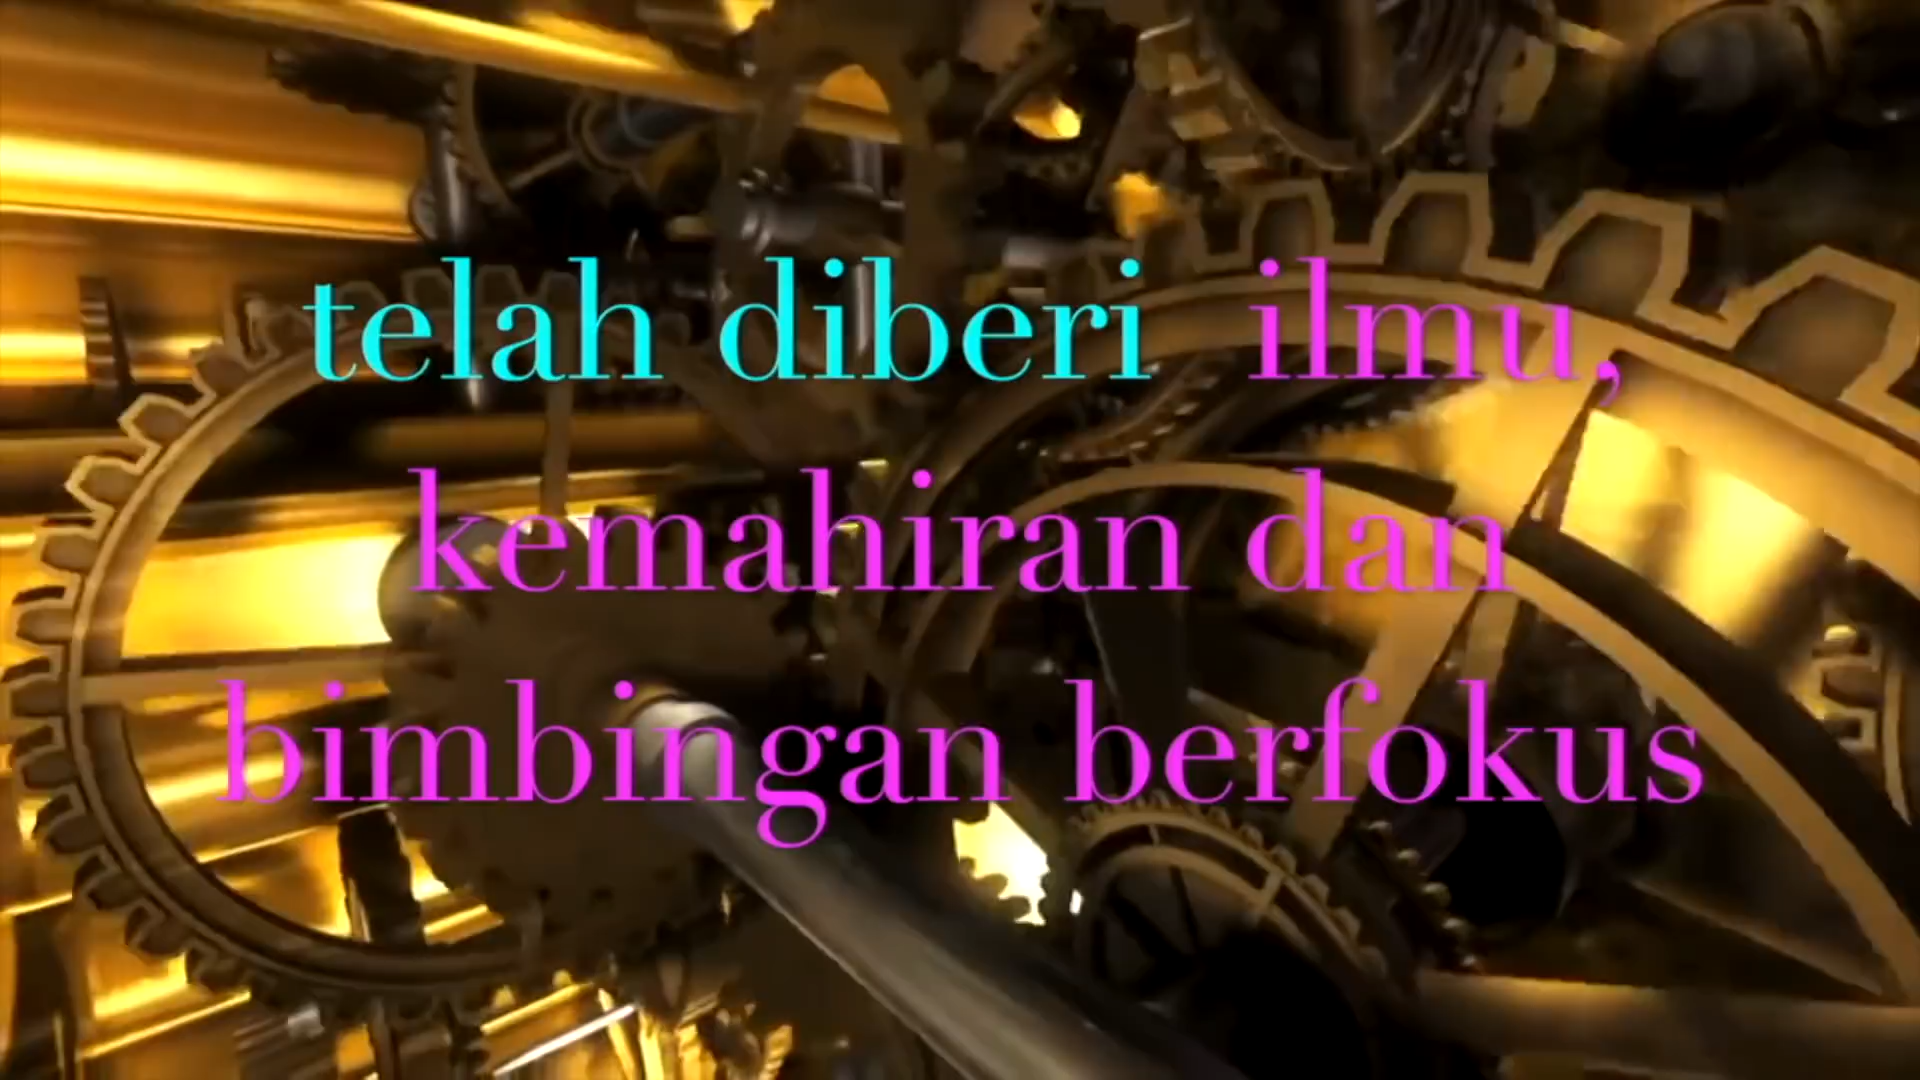 telah diberi ilmu,
kemahiran dan
bimbingan berfokus